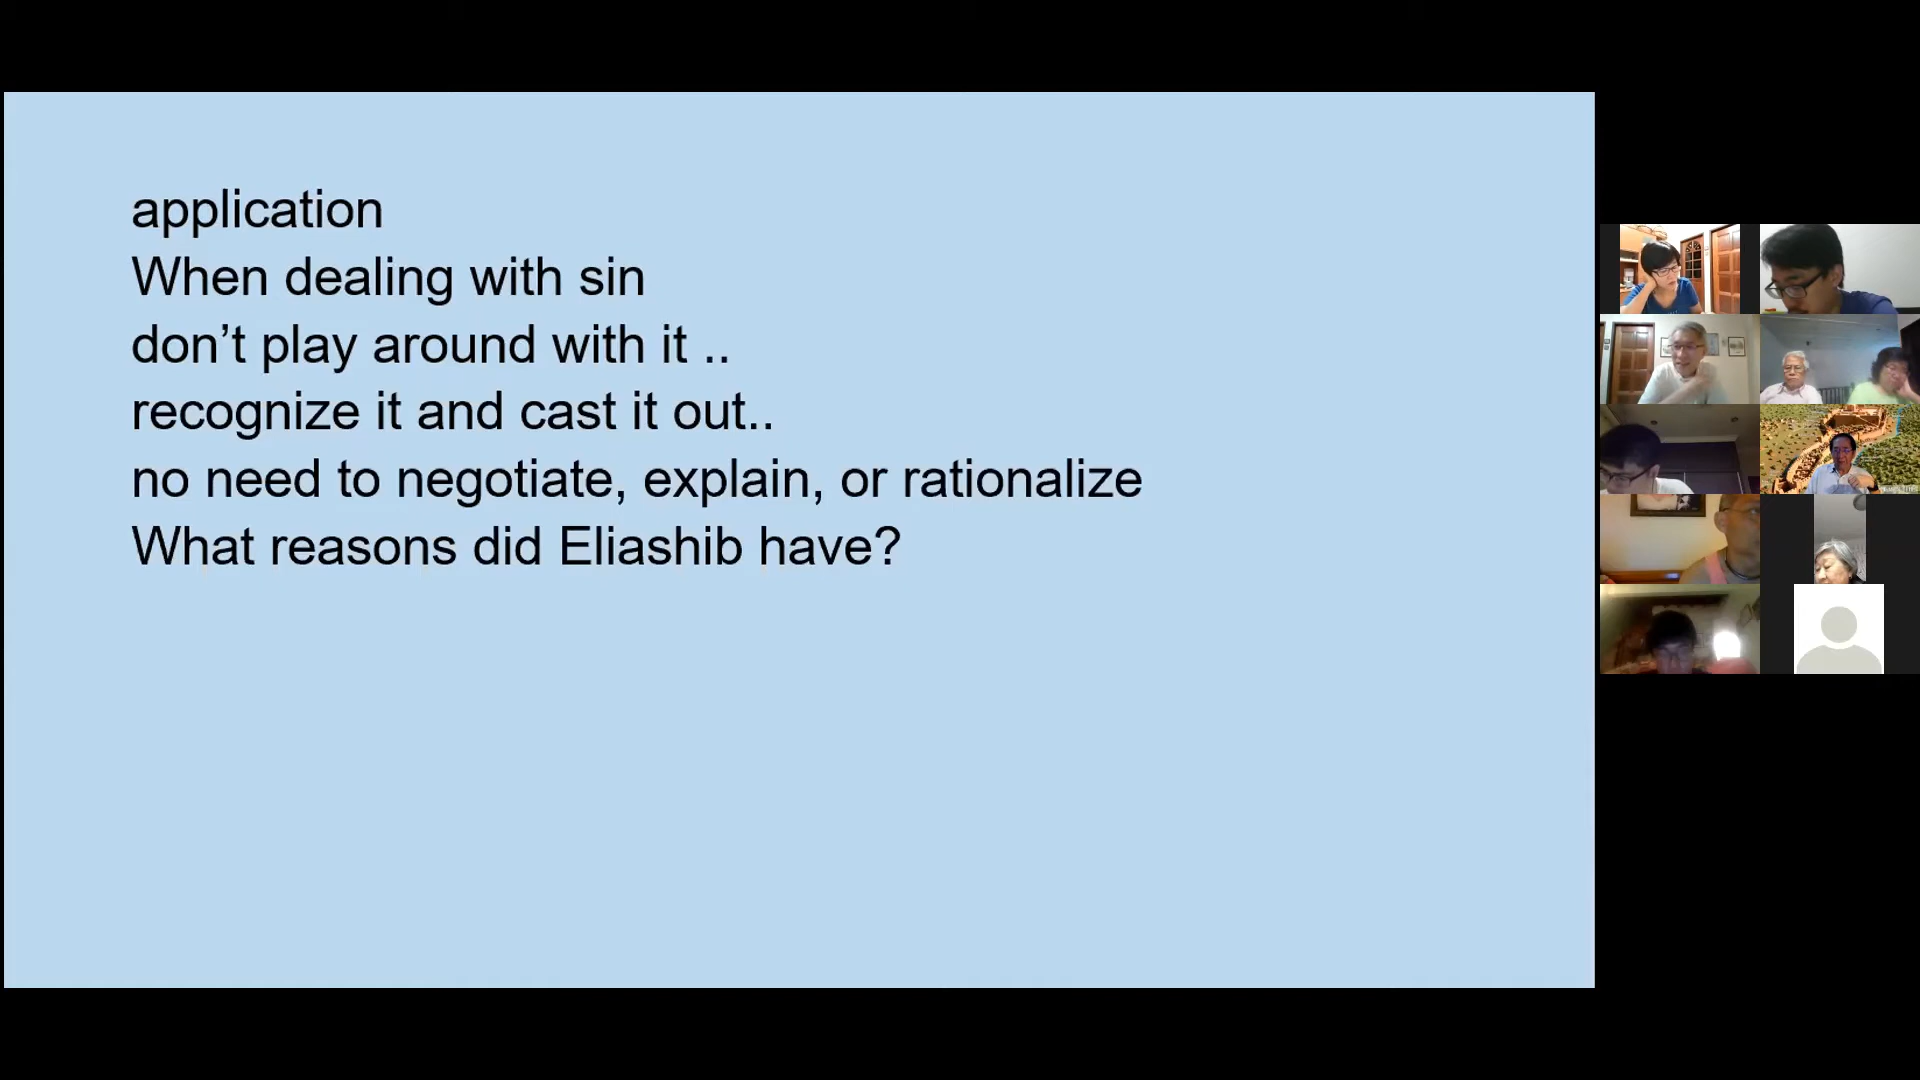 application
When dealing with sin
don’t play around with it ..
recognize it and cast it out..
no need to negotiate, explain, or rationalize
What reasons did Eliashib have?